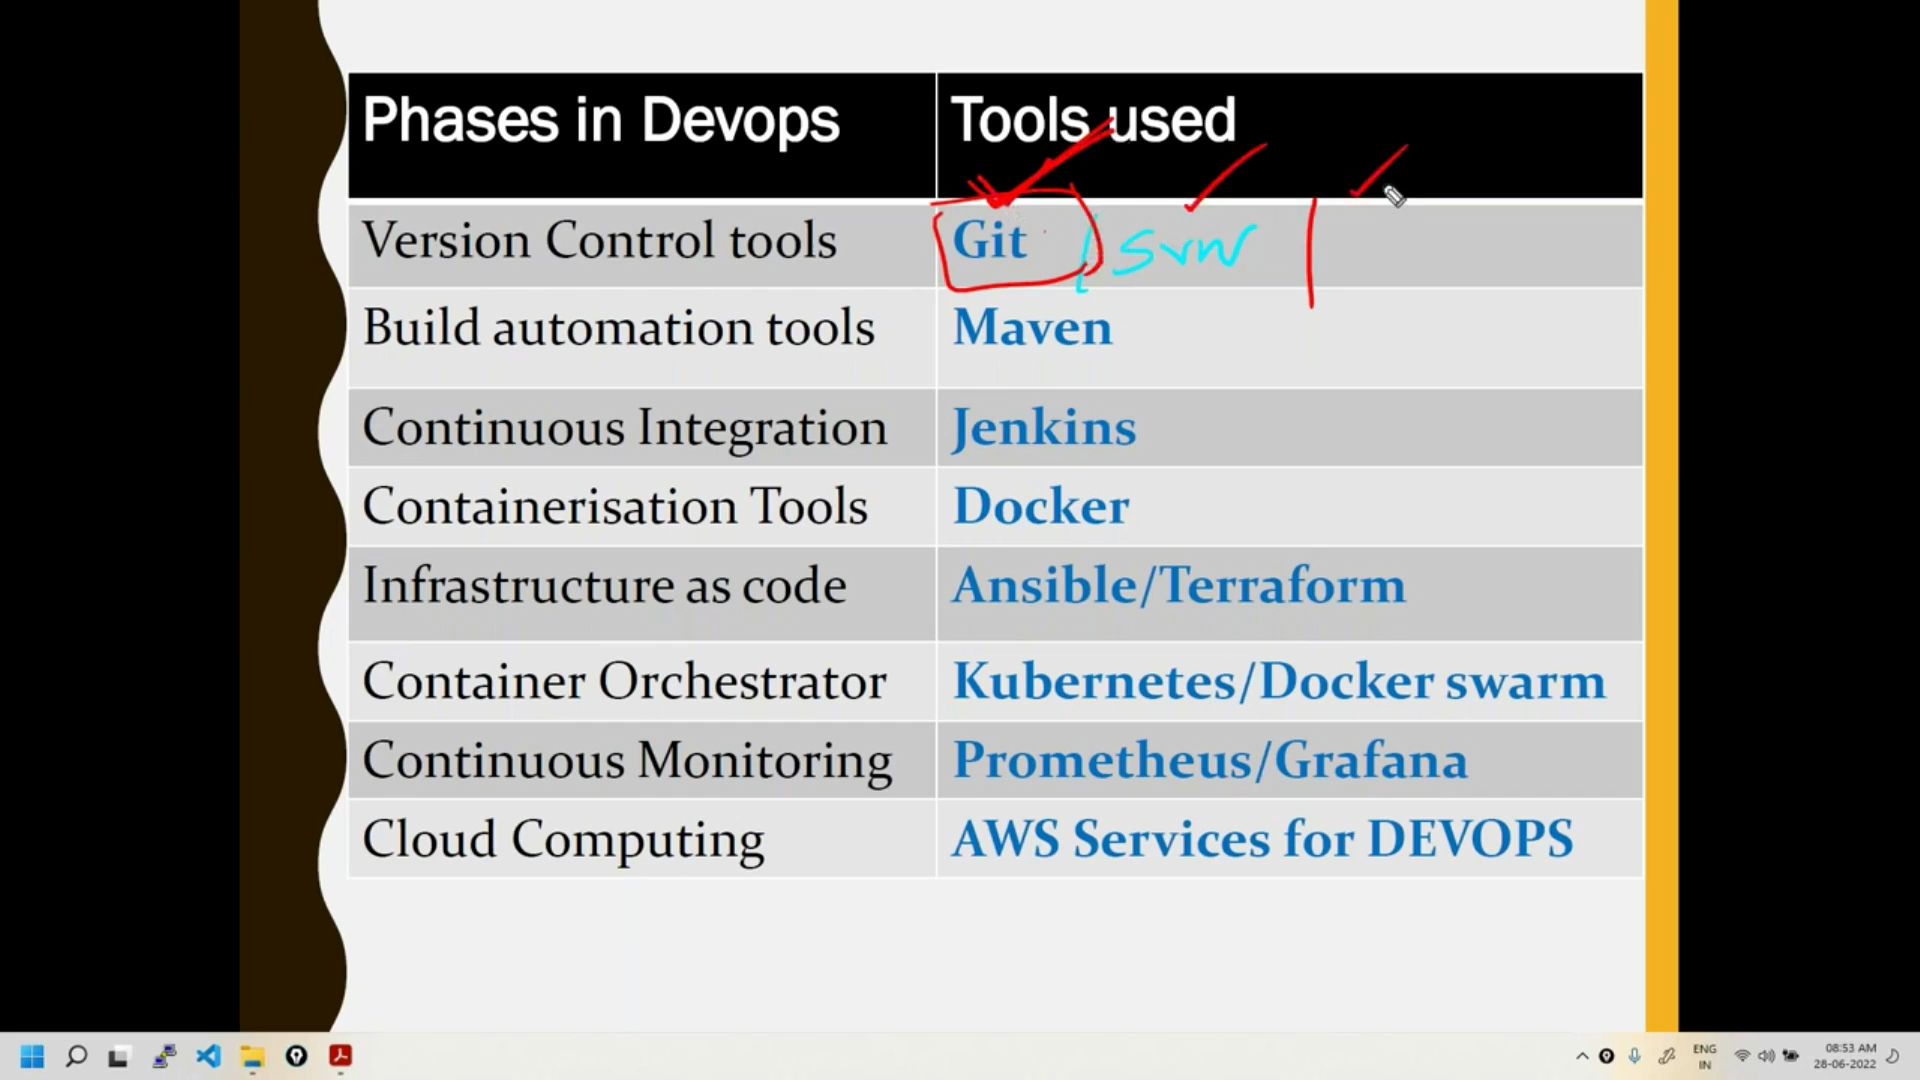 Phases in Devops Tools used
Version Control tools Git / SVN |
Build automation tools Maven
Continuous Integration Jenkins
Containerisation Tools Docker
Infrastructure as code Ansible/Terraform
Container Orchestrator Kubernetes/Docker swarm
Continuous Monitoring Prometheus/Grafana
Cloud Computing AWS Services for DEVOPS
ENG 08:53 AM
IN 28-06-2022